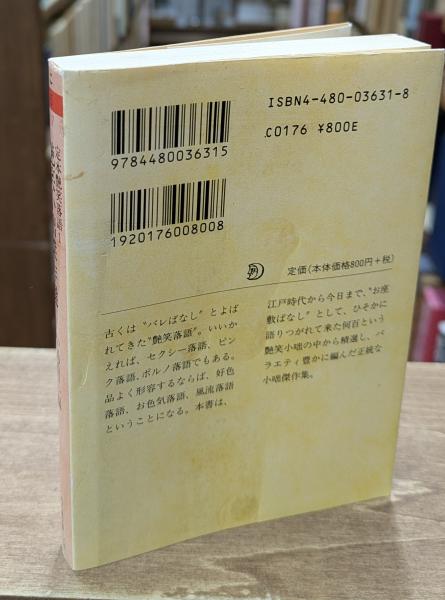 ISBN4-480-03631-8
C0176 ¥800E
9784480036315
1920176008008
定価(本体価格800円+税)
古くは〝バレばなし〟とよば
れてきた〝艶笑落語〟。いいか
えれば、セクシー落語、ピン
ク落語、ポルノ落語でもある。
品よく形容するならば、好色
落語、お色気落語、風流落語
ということになる。本書は、
江戸時代から今日まで、〝お座
敷ばなし〟として、ひそかに
語りつがれて来た何百という
艶笑小咄の中から精選し、バ
ラエティ豊かに編んだ正統な
小咄傑作集。
定本艶笑落語1